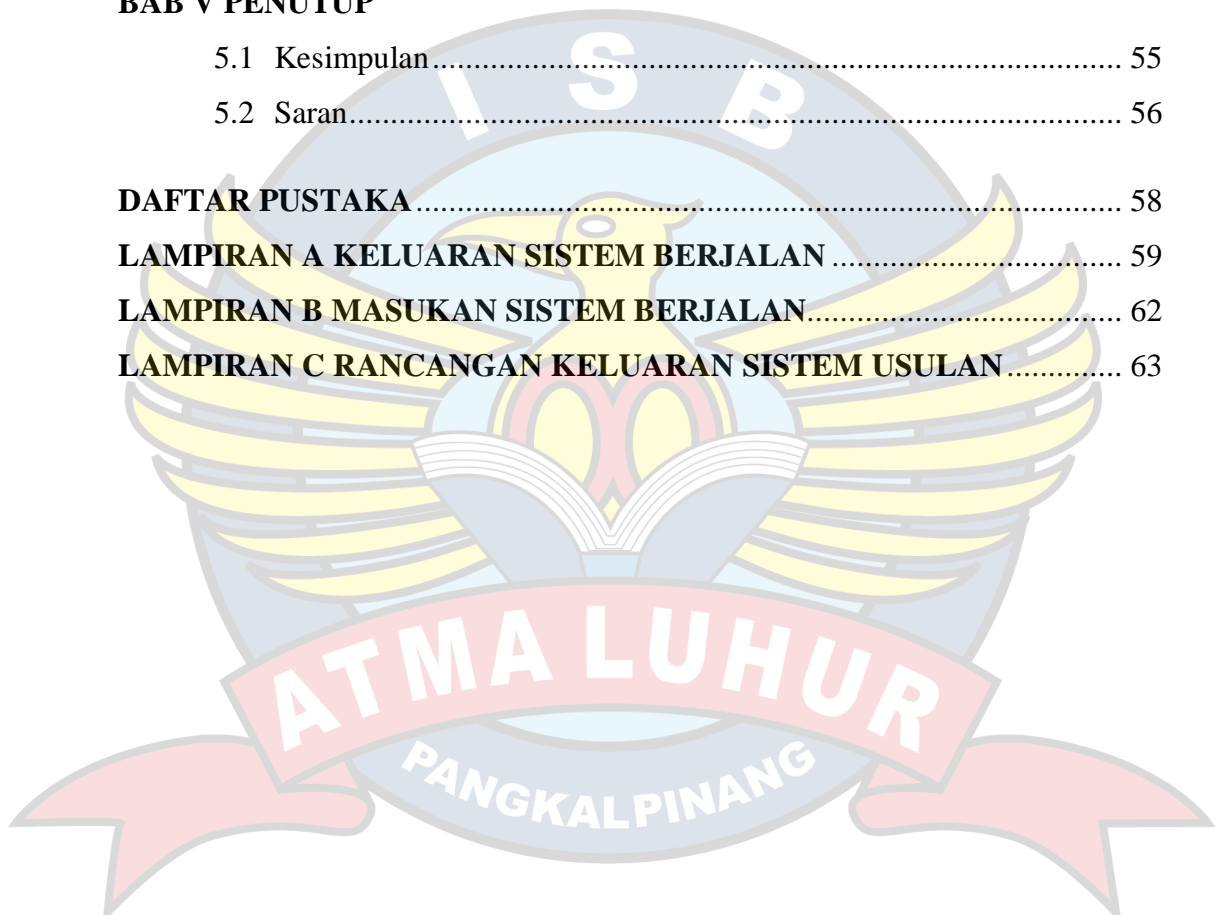 BAB V PENUTUP
5.1 Kesimpulan........................................................................................ 55
5.2 Saran.................................................................................................. 56
DAFTAR PUSTAKA.......................................................................................... 58
LAMPIRAN A KELUARAN SISTEM BERJALAN ..................................... 59
LAMPIRAN B MASUKAN SISTEM BERJALAN........................................ 62
LAMPIRAN C RANCANGAN KELUARAN SISTEM USULAN.............. 63
I S B
ATMA LUHUR
PANGKALPINANG